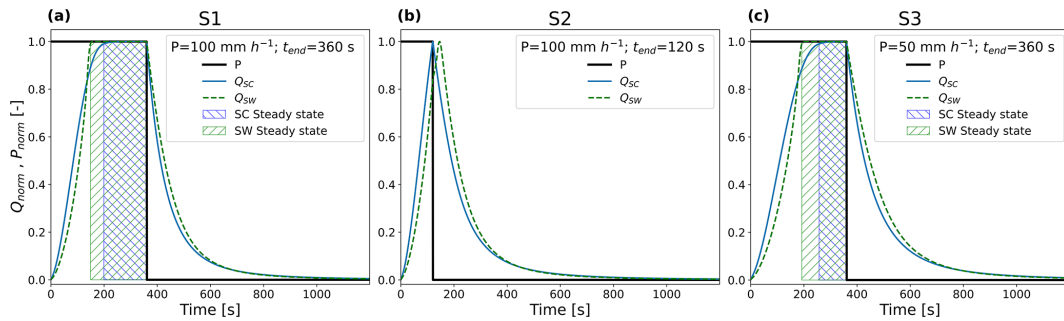 (a) S1
P=100 mm h⁻¹; t_end=360 s
P
Q_SC
Q_SW
SC Steady state
SW Steady state
Q_norm , P_norm [-]
1.0
0.8
0.6
0.4
0.2
0.0
0 200 400 600 800 1000
Time [s]
(b) S2
P=100 mm h⁻¹; t_end=120 s
P
Q_SC
Q_SW
1.0
0.8
0.6
0.4
0.2
0.0
0 200 400 600 800 1000
Time [s]
(c) S3
P=50 mm h⁻¹; t_end=360 s
P
Q_SC
Q_SW
SC Steady state
SW Steady state
1.0
0.8
0.6
0.4
0.2
0.0
0 200 400 600 800 1000
Time [s]